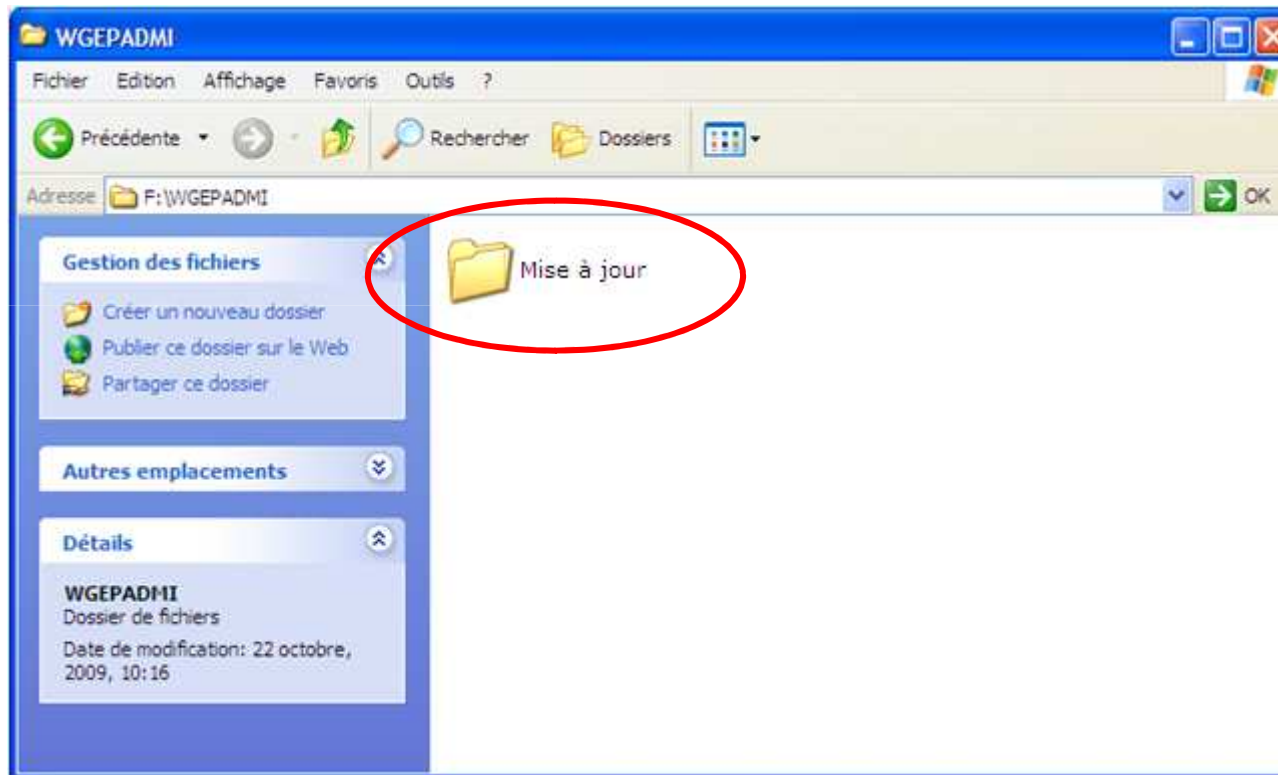 WGEPADMI
Fichier Edition Affichage Favoris Outils ?
Précédente Rechercher Dossiers
Adresse F:\WGEPADMI OK
Gestion des fichiers
Créer un nouveau dossier
Publier ce dossier sur le Web
Partager ce dossier
Autres emplacements
Détails
WGEPADMI
Dossier de fichiers
Date de modification: 22 octobre,
2009, 10:16
Mise à jour